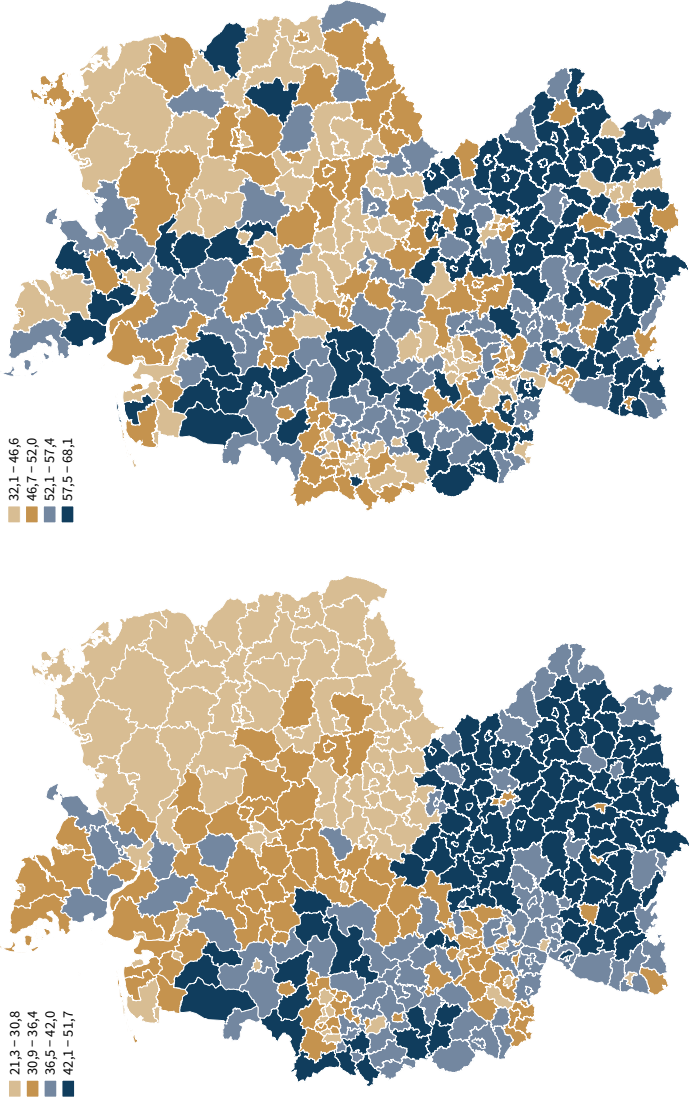 32,1 – 46,6
46,7 – 52,0
52,1 – 57,4
57,5 – 68,1
21,3 – 30,8
30,9 – 36,4
36,5 – 42,0
42,1 – 51,7